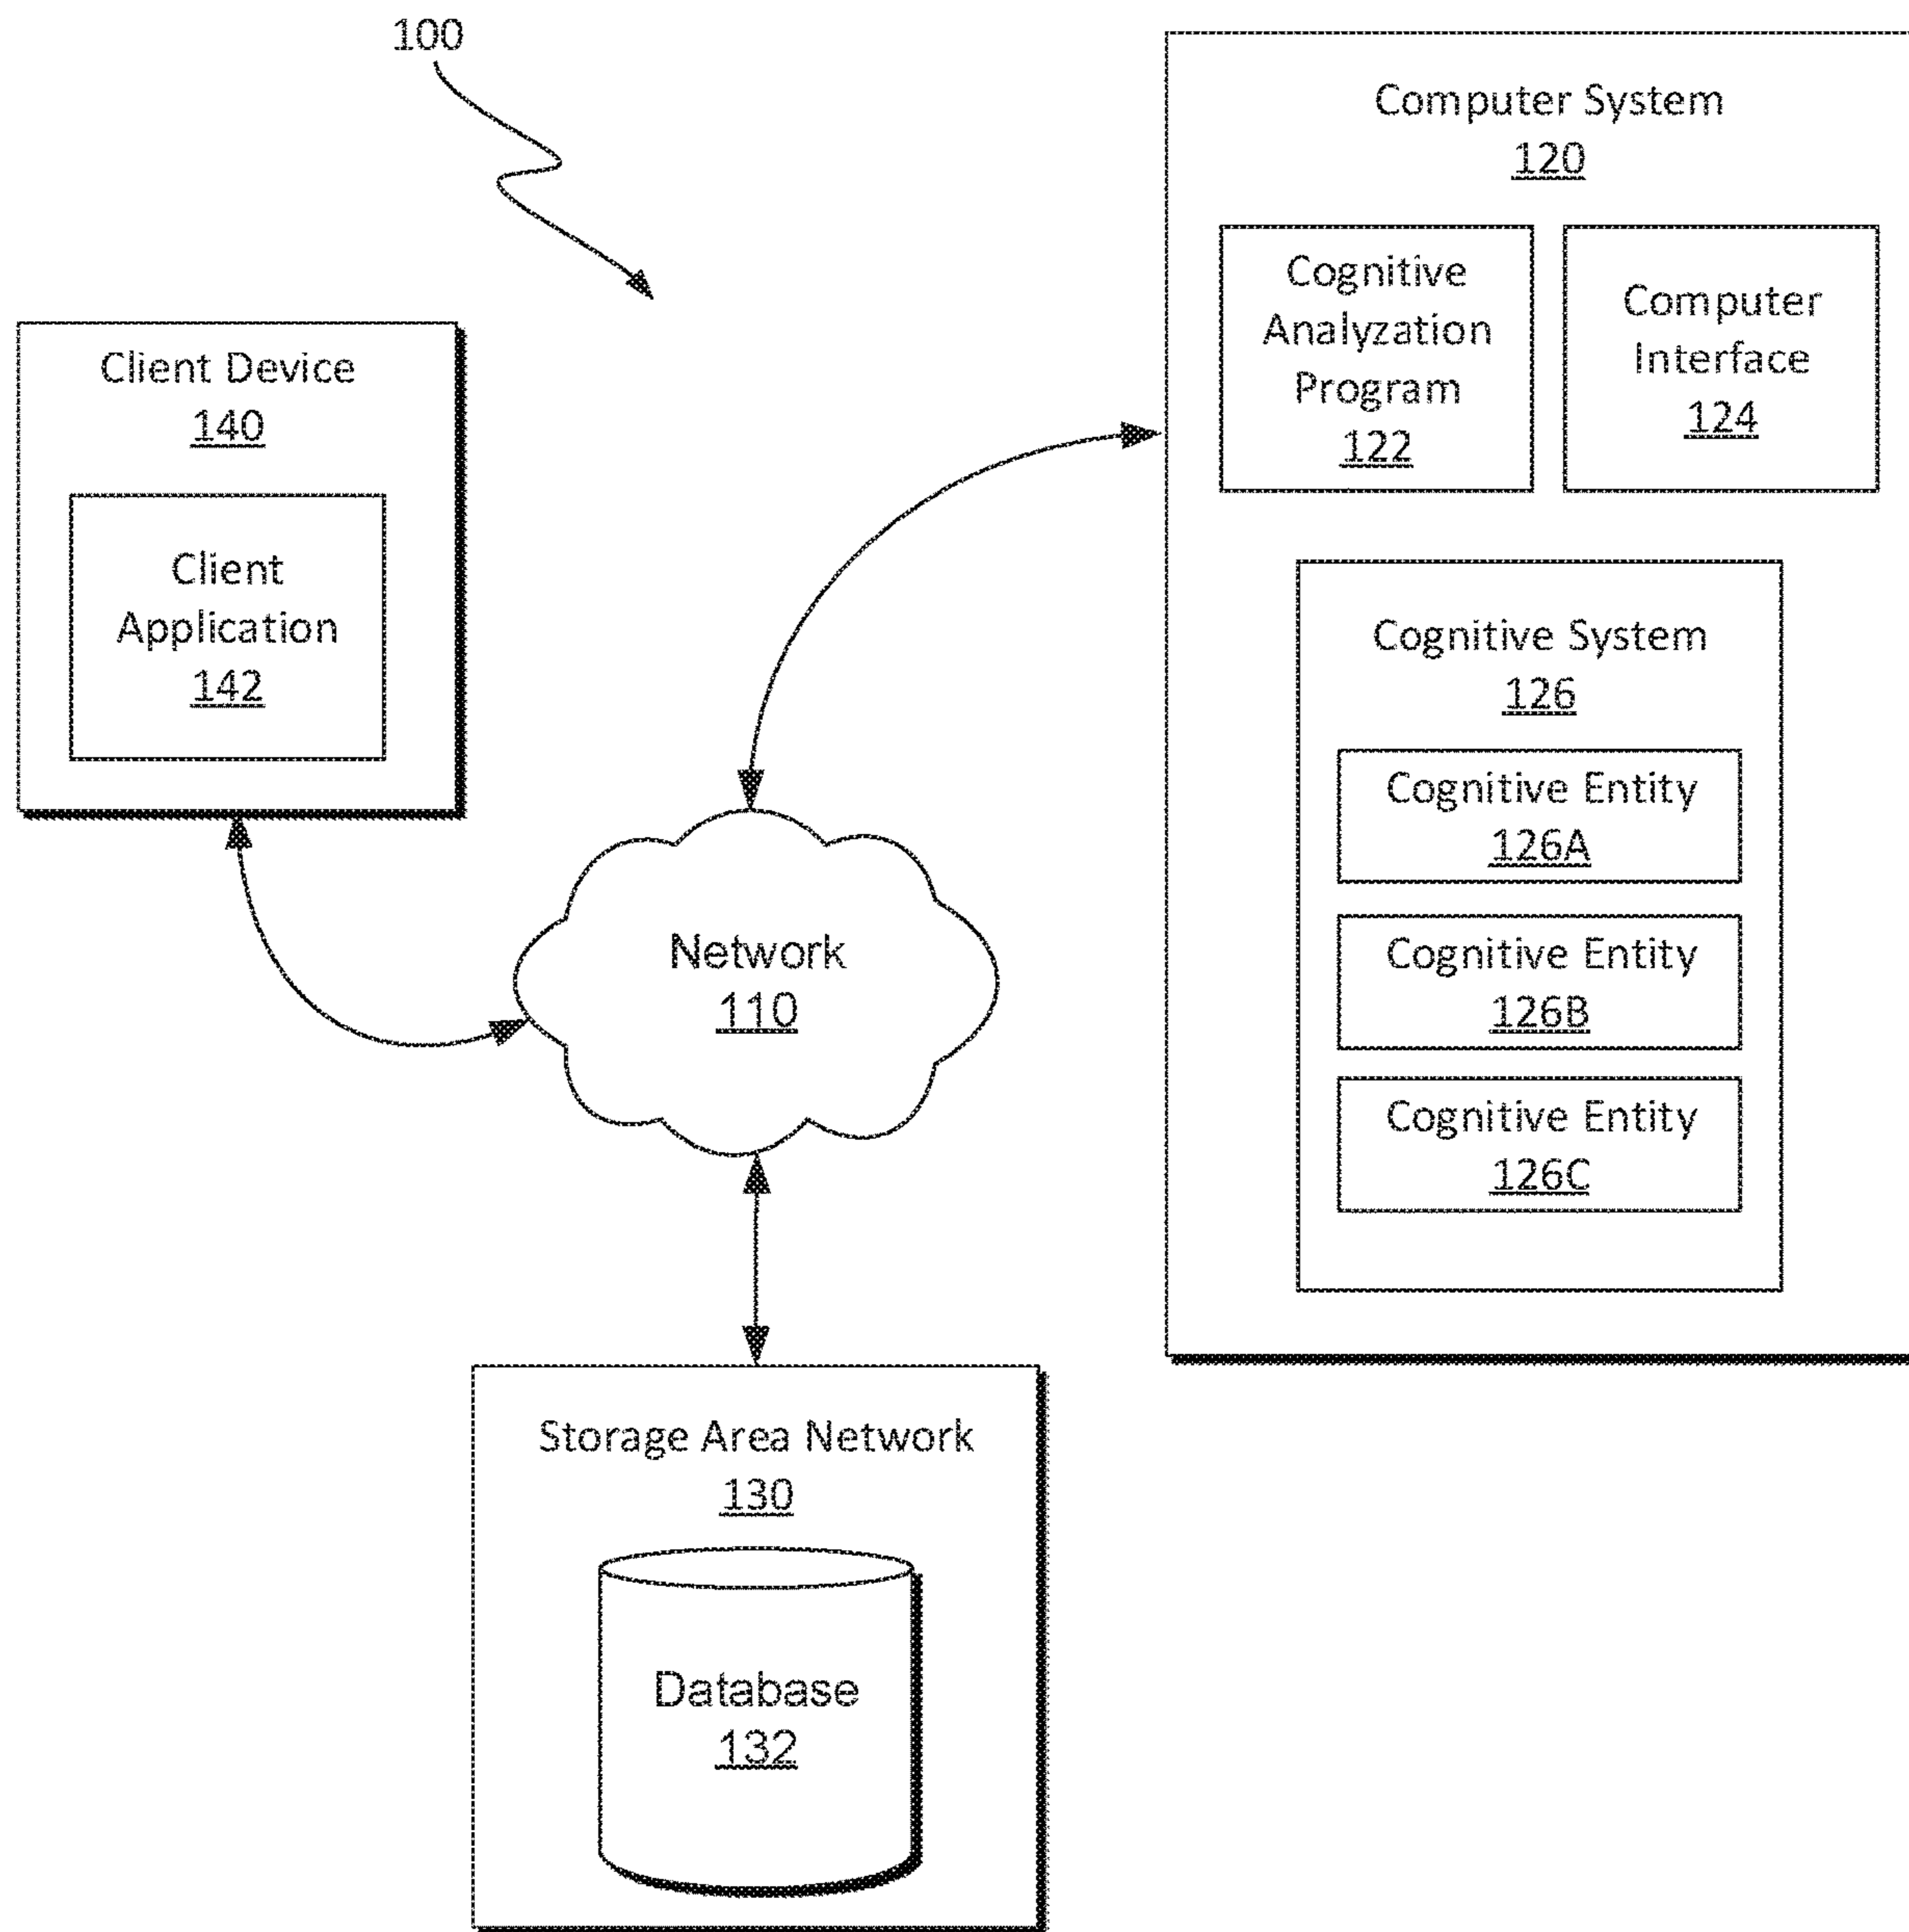 100
Computer System
120
Cognitive
Analyzation
Program
122
Computer
Interface
124
Client Device
140
Client
Application
142
Cognitive System
126
Cognitive Entity
126A
Cognitive Entity
126B
Cognitive Entity
126C
Network
110
Storage Area Network
130
Database
132